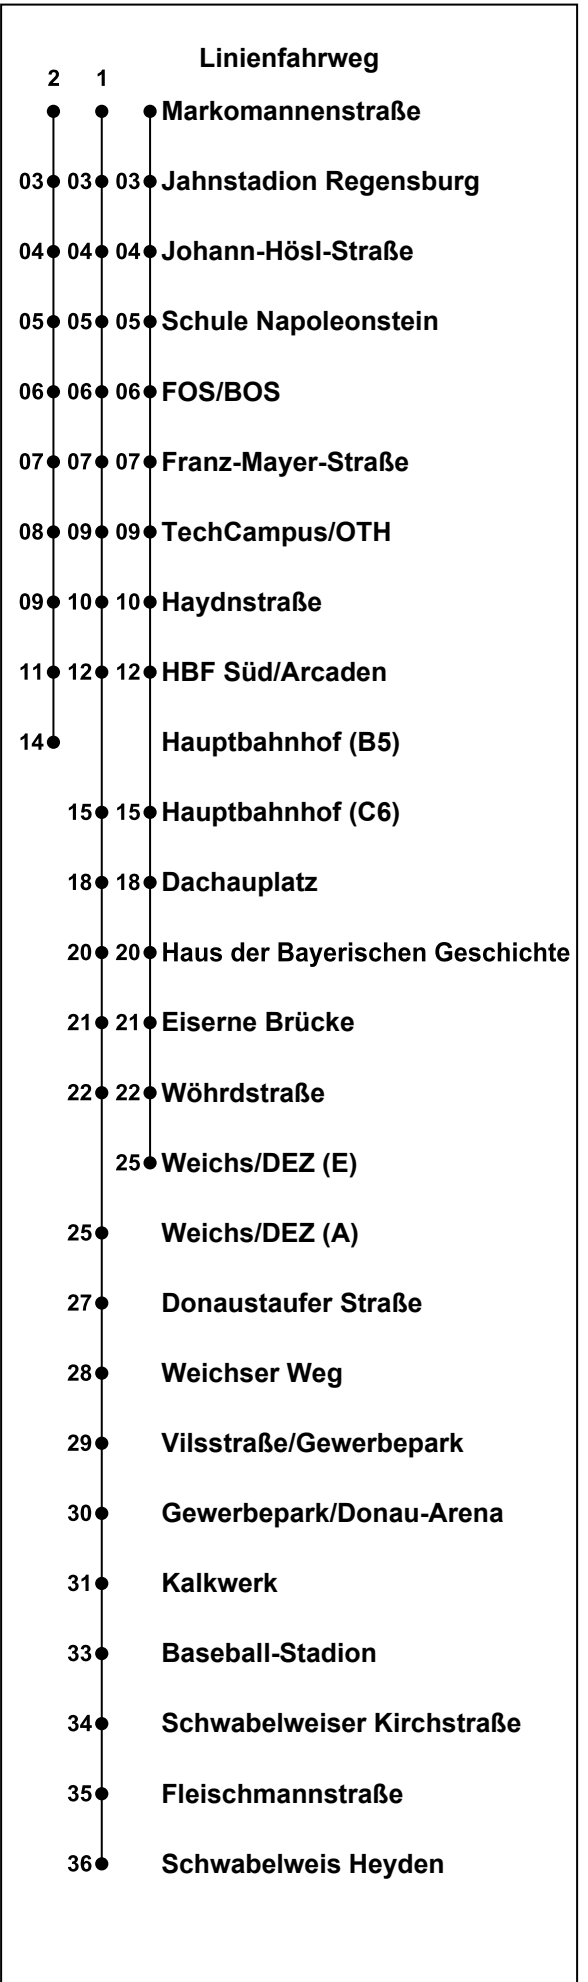 Linienfahrweg
2 1
Markomannenstraße
03 03 03 Jahnstadion Regensburg
04 04 04 Johann-Hösl-Straße
05 05 05 Schule Napoleonstein
06 06 06 FOS/BOS
07 07 07 Franz-Mayer-Straße
08 09 09 TechCampus/OTH
09 10 10 Haydnstraße
11 12 12 HBF Süd/Arcaden
14 Hauptbahnhof (B5)
15 15 Hauptbahnhof (C6)
18 18 Dachauplatz
20 20 Haus der Bayerischen Geschichte
21 21 Eiserne Brücke
22 22 Wöhrdstraße
25 Weichs/DEZ (E)
25 Weichs/DEZ (A)
27 Donaustaufer Straße
28 Weichser Weg
29 Vilsstraße/Gewerbepark
30 Gewerbepark/Donau-Arena
31 Kalkwerk
33 Baseball-Stadion
34 Schwabelweiser Kirchstraße
35 Fleischmannstraße
36 Schwabelweis Heyden